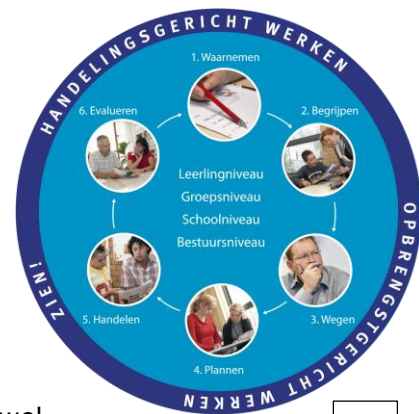 HANDELINGSGERICHT WERKEN
OPBRENGSTGERICHT WERKEN
ZIEN!
1. Waarnemen
2. Begrijpen
3. Wegen
4. Plannen
5. Handelen
6. Evalueren
Leerlingniveau
Groepsniveau
Schoolniveau
Bestuursniveau